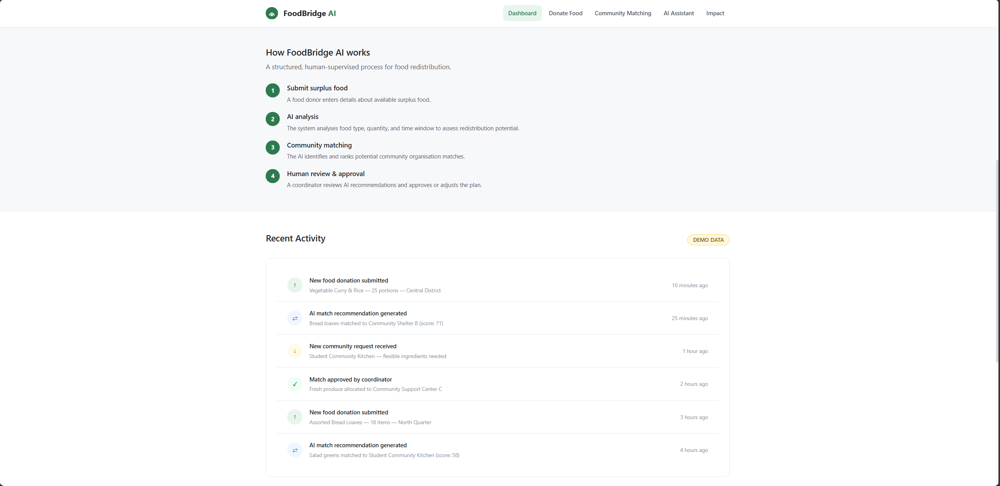 FoodBridge AI
Dashboard
Donate Food
Community Matching
AI Assistant
Impact
How FoodBridge AI works
A structured, human-supervised process for food redistribution.
1
Submit surplus food
A food donor enters details about available surplus food.
2
AI analysis
The system analyses food type, quantity, and time window to assess redistribution potential.
3
Community matching
The AI identifies and ranks potential community organisation matches.
4
Human review & approval
A coordinator reviews AI recommendations and approves or adjusts the plan.
Recent Activity
DEMO DATA
↑
New food donation submitted
Vegetable Curry & Rice — 25 portions — Central District
10 minutes ago
⇄
AI match recommendation generated
Bread loaves matched to Community Shelter B (score: 71)
25 minutes ago
↓
New community request received
Student Community Kitchen — flexible ingredients needed
1 hour ago
✓
Match approved by coordinator
Fresh produce allocated to Community Support Center C
2 hours ago
↑
New food donation submitted
Assorted Bread Loaves — 18 items — North Quarter
3 hours ago
⇄
AI match recommendation generated
Salad greens matched to Student Community Kitchen (score: 58)
4 hours ago